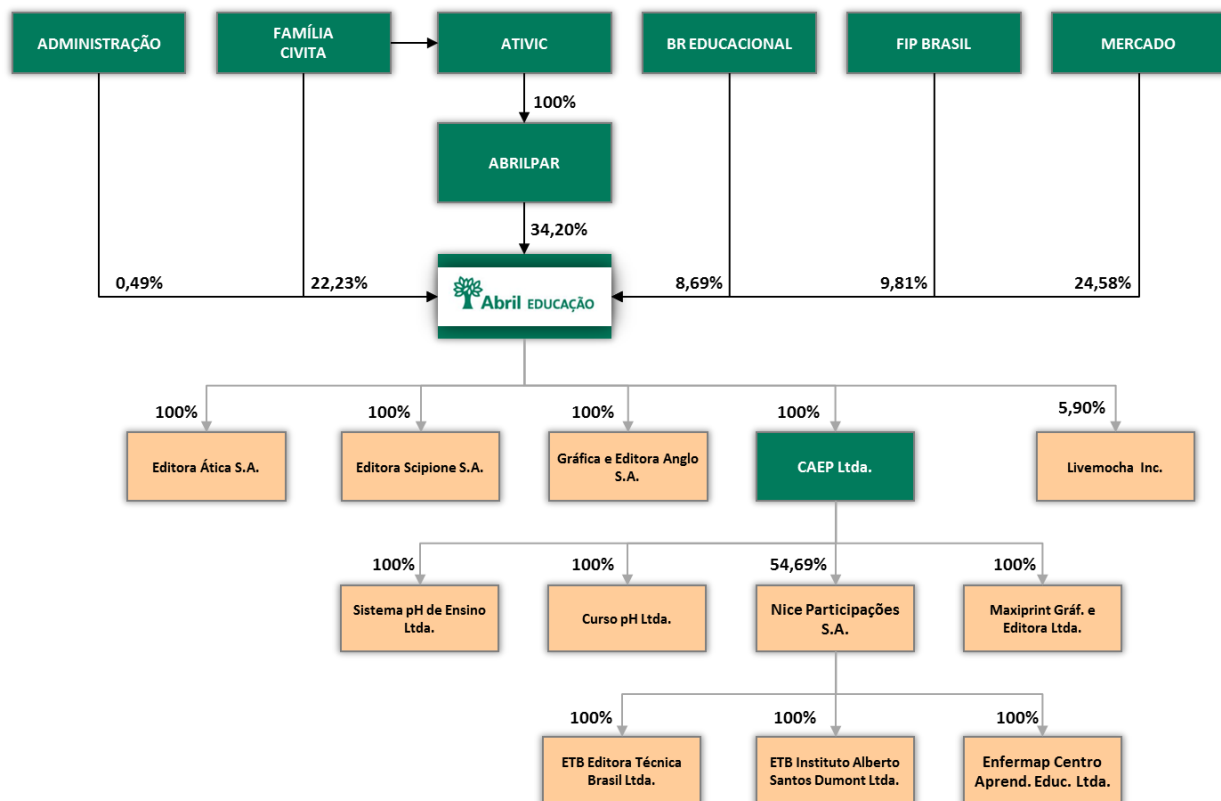 ADMINISTRAÇÃO
FAMÍLIA
CIVITA
ATIVIC
BR EDUCACIONAL
FIP BRASIL
MERCADO
100%
ABRILPAR
34,20%
0,49%
22,23%
8,69%
9,81%
24,58%
Abril EDUCAÇÃO
100%
100%
100%
100%
5,90%
Editora Ática S.A.
Editora Scipione S.A.
Gráfica e Editora Anglo
S.A.
CAEP Ltda.
Livemocha Inc.
100%
100%
54,69%
100%
Sistema pH de Ensino
Ltda.
Curso pH Ltda.
Nice Participações
S.A.
Maxiprint Gráf. e
Editora Ltda.
100%
100%
100%
ETB Editora Técnica
Brasil Ltda.
ETB Instituto Alberto
Santos Dumont Ltda.
Enfermap Centro
Aprend. Educ. Ltda.